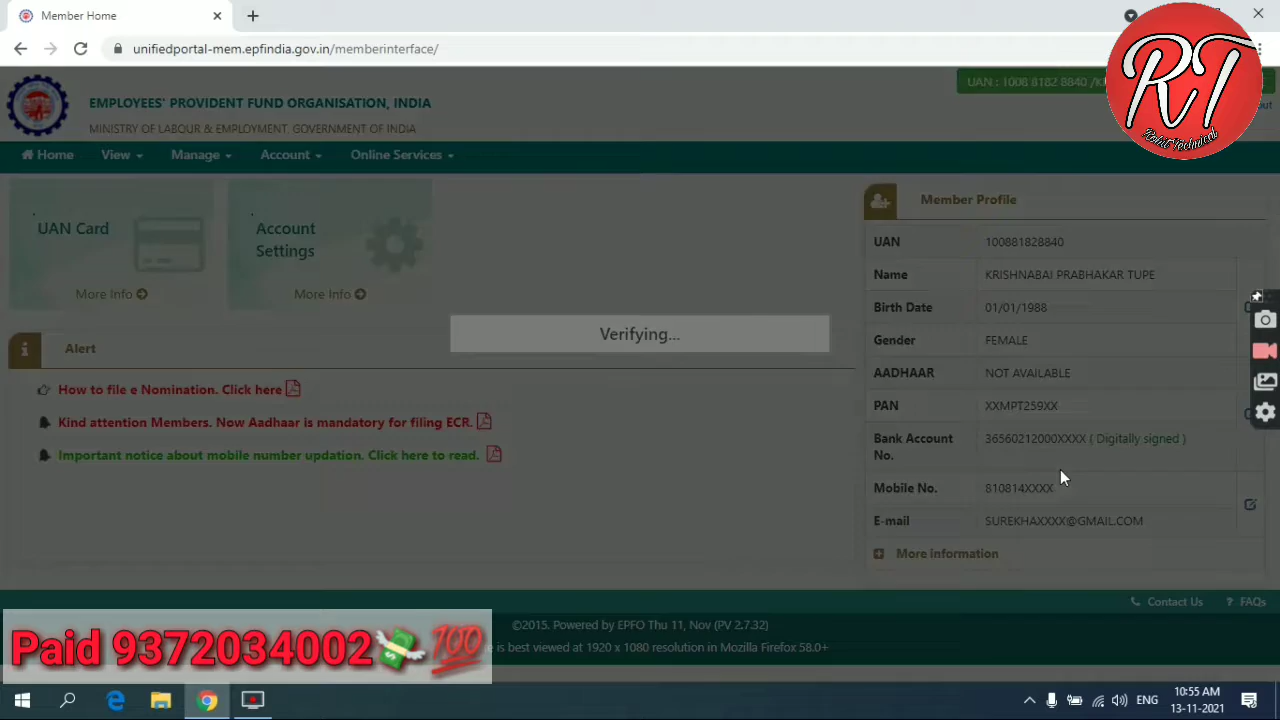 Member Home
unifiedportal-mem.epfindia.gov.in/memberinterface/
RT
EMPLOYEES' PROVIDENT FUND ORGANISATION, INDIA
MINISTRY OF LABOUR & EMPLOYMENT, GOVERNMENT OF INDIA
UAN : 1008 8182 8840 /K
out
Home View Manage Account Online Services
UAN Card
More Info
Account
Settings
More Info
Verifying...
Alert
How to file e Nomination. Click here
Kind attention Members. Now Aadhaar is mandatory for filing ECR.
Important notice about mobile number updation. Click here to read.
Member Profile
UAN 100881828840
Name KRISHNABAI PRABHAKAR TUPE
Birth Date 01/01/1988
Gender FEMALE
AADHAAR NOT AVAILABLE
PAN XXMPT259XX
Bank Account No. 36560212000XXXX ( Digitally signed )
Mobile No. 810814XXXX
E-mail SUREKHAXXXX@GMAIL.COM
More information
Contact Us ? FAQs
©2015. Powered by EPFO Thu 11, Nov (PV 2.7.32)
e is best viewed at 1920 x 1080 resolution in Mozilla Firefox 58.0+
Paid 9372034002💸💯
ENG
10:55 AM
13-11-2021